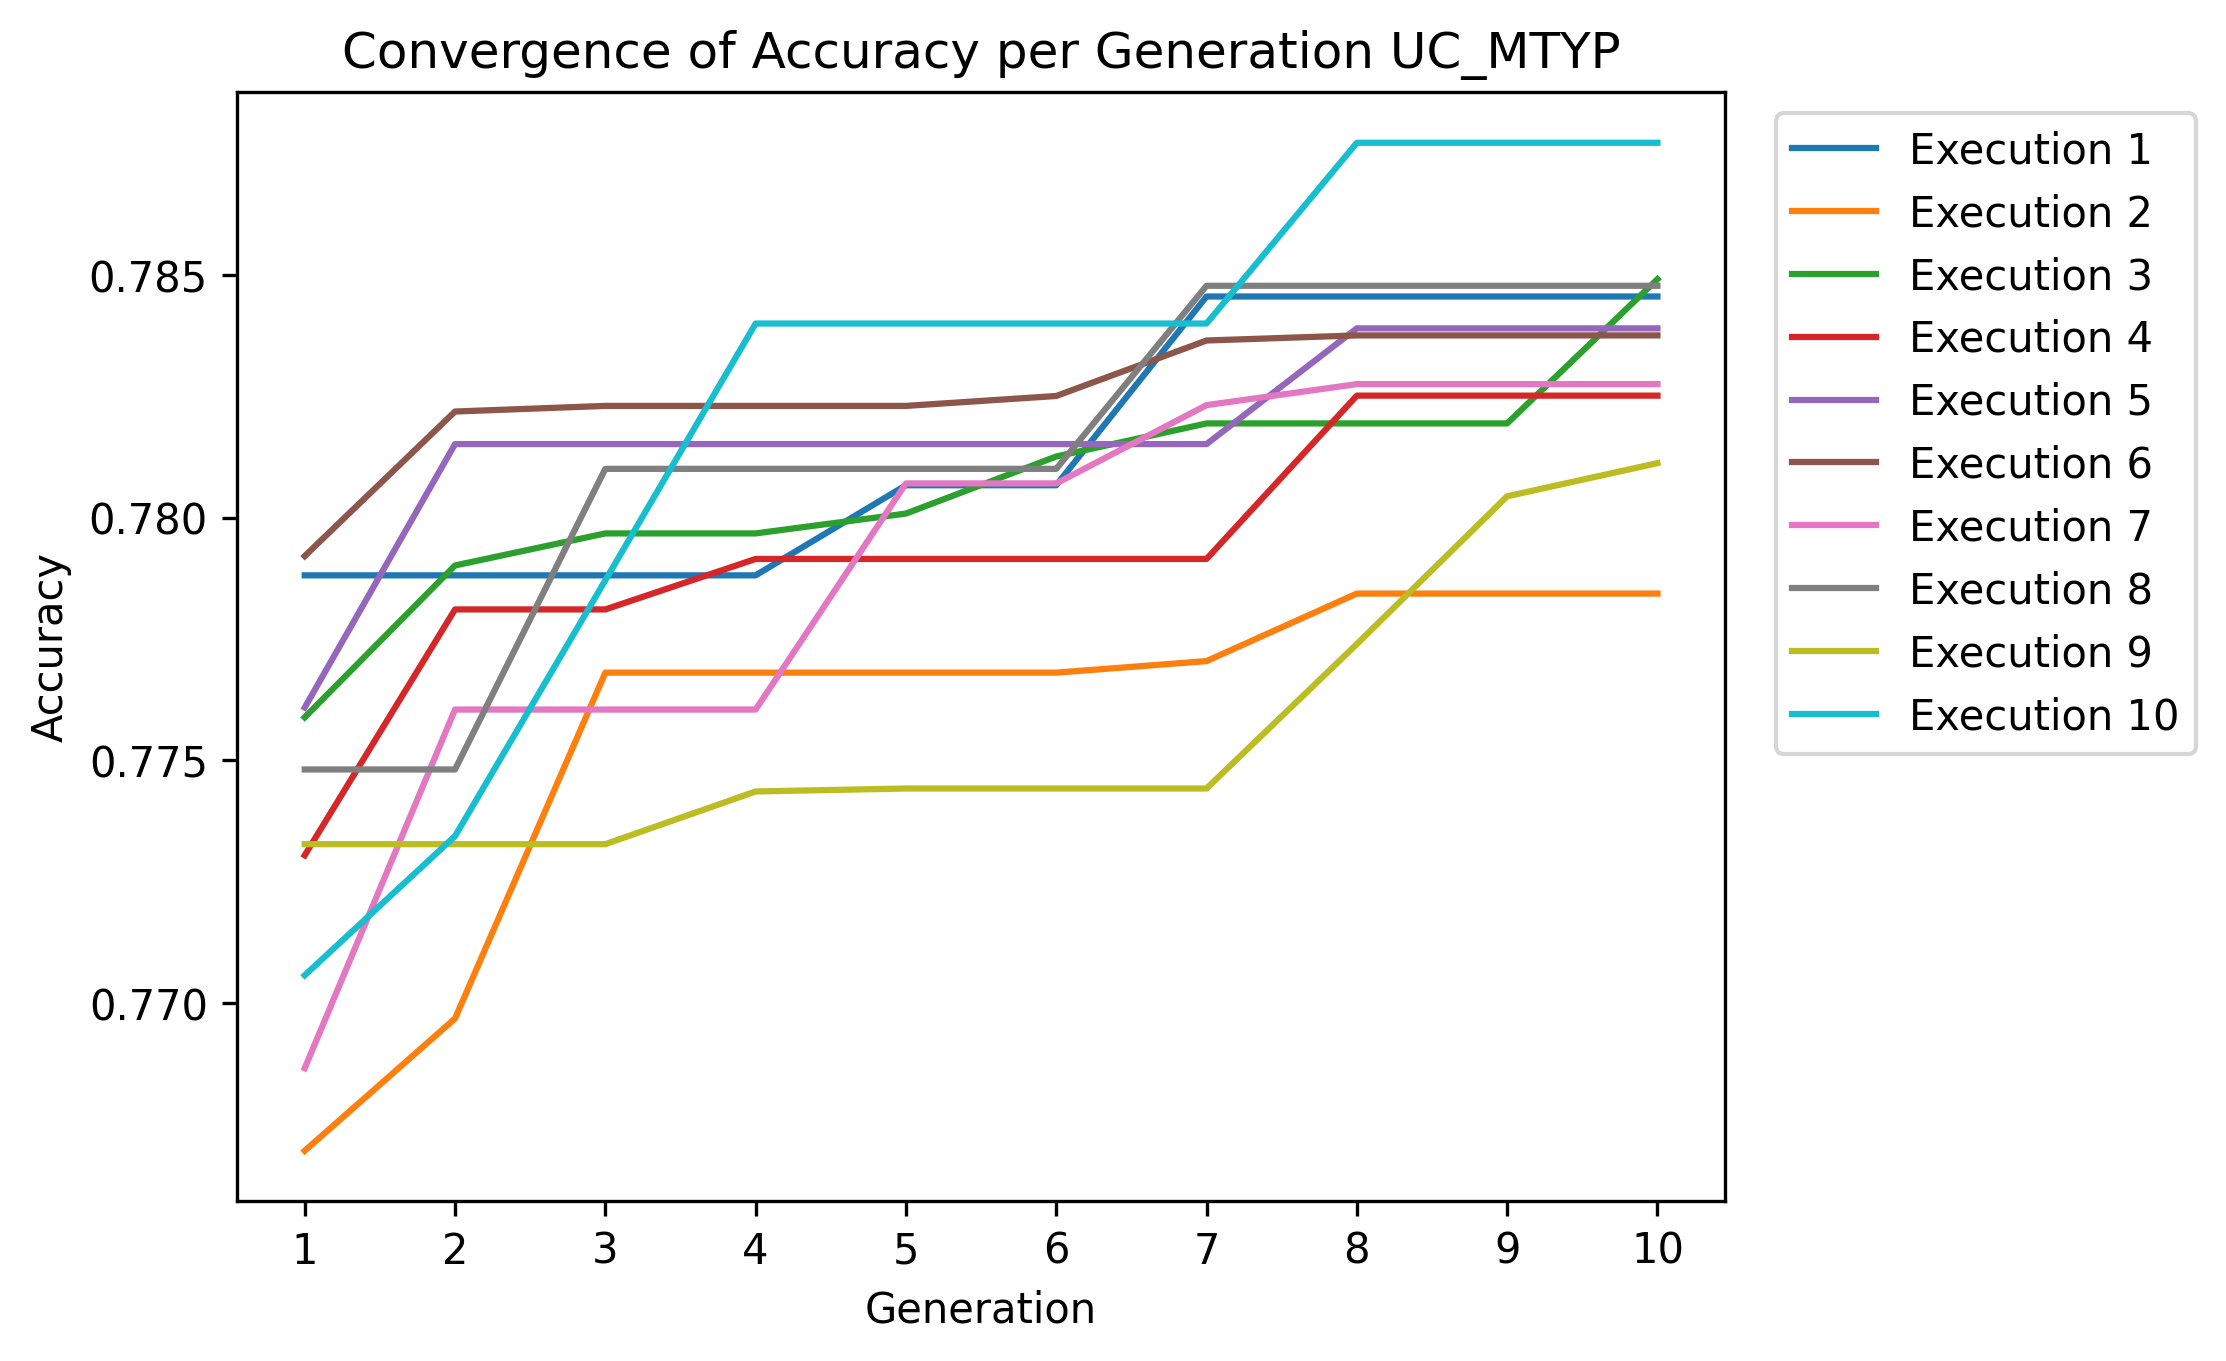 Convergence of Accuracy per Generation UC_MTYP
Accuracy
0.785
0.780
0.775
0.770
1 2 3 4 5 6 7 8 9 10
Generation
Execution 1
Execution 2
Execution 3
Execution 4
Execution 5
Execution 6
Execution 7
Execution 8
Execution 9
Execution 10